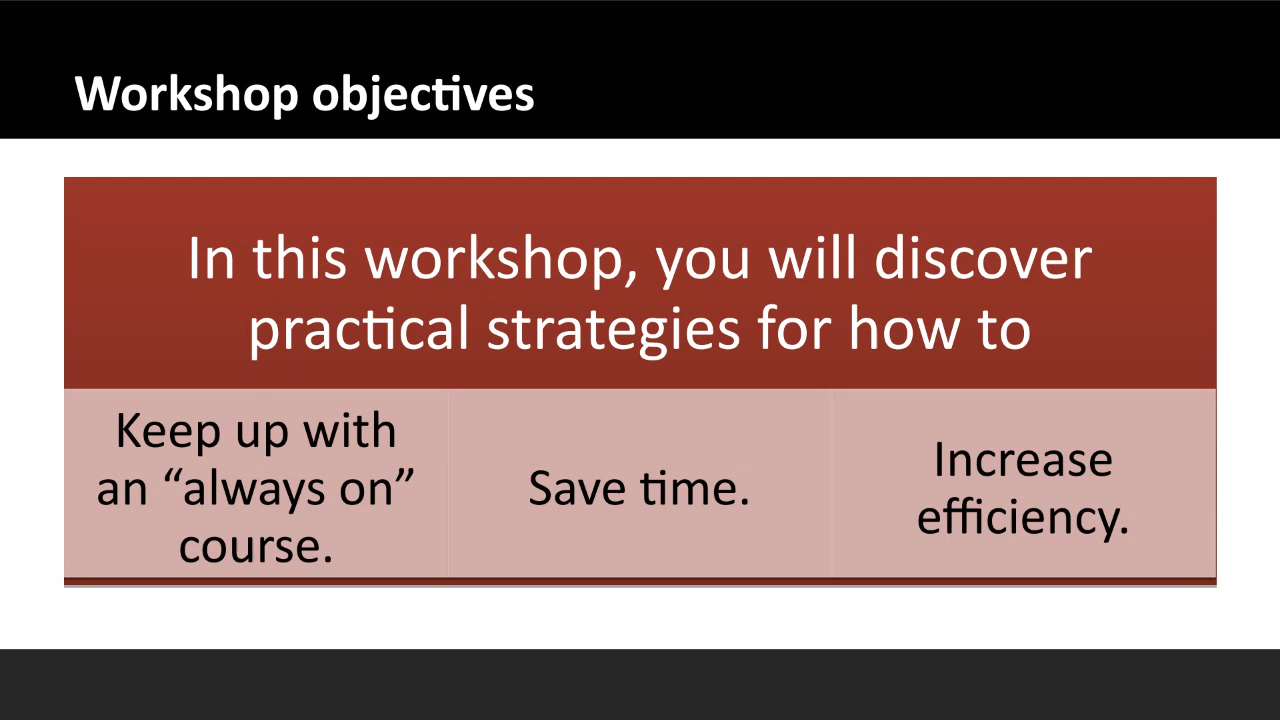 Workshop objectives
In this workshop, you will discover
practical strategies for how to
Keep up with
an “always on”
course.
Save time.
Increase
efficiency.